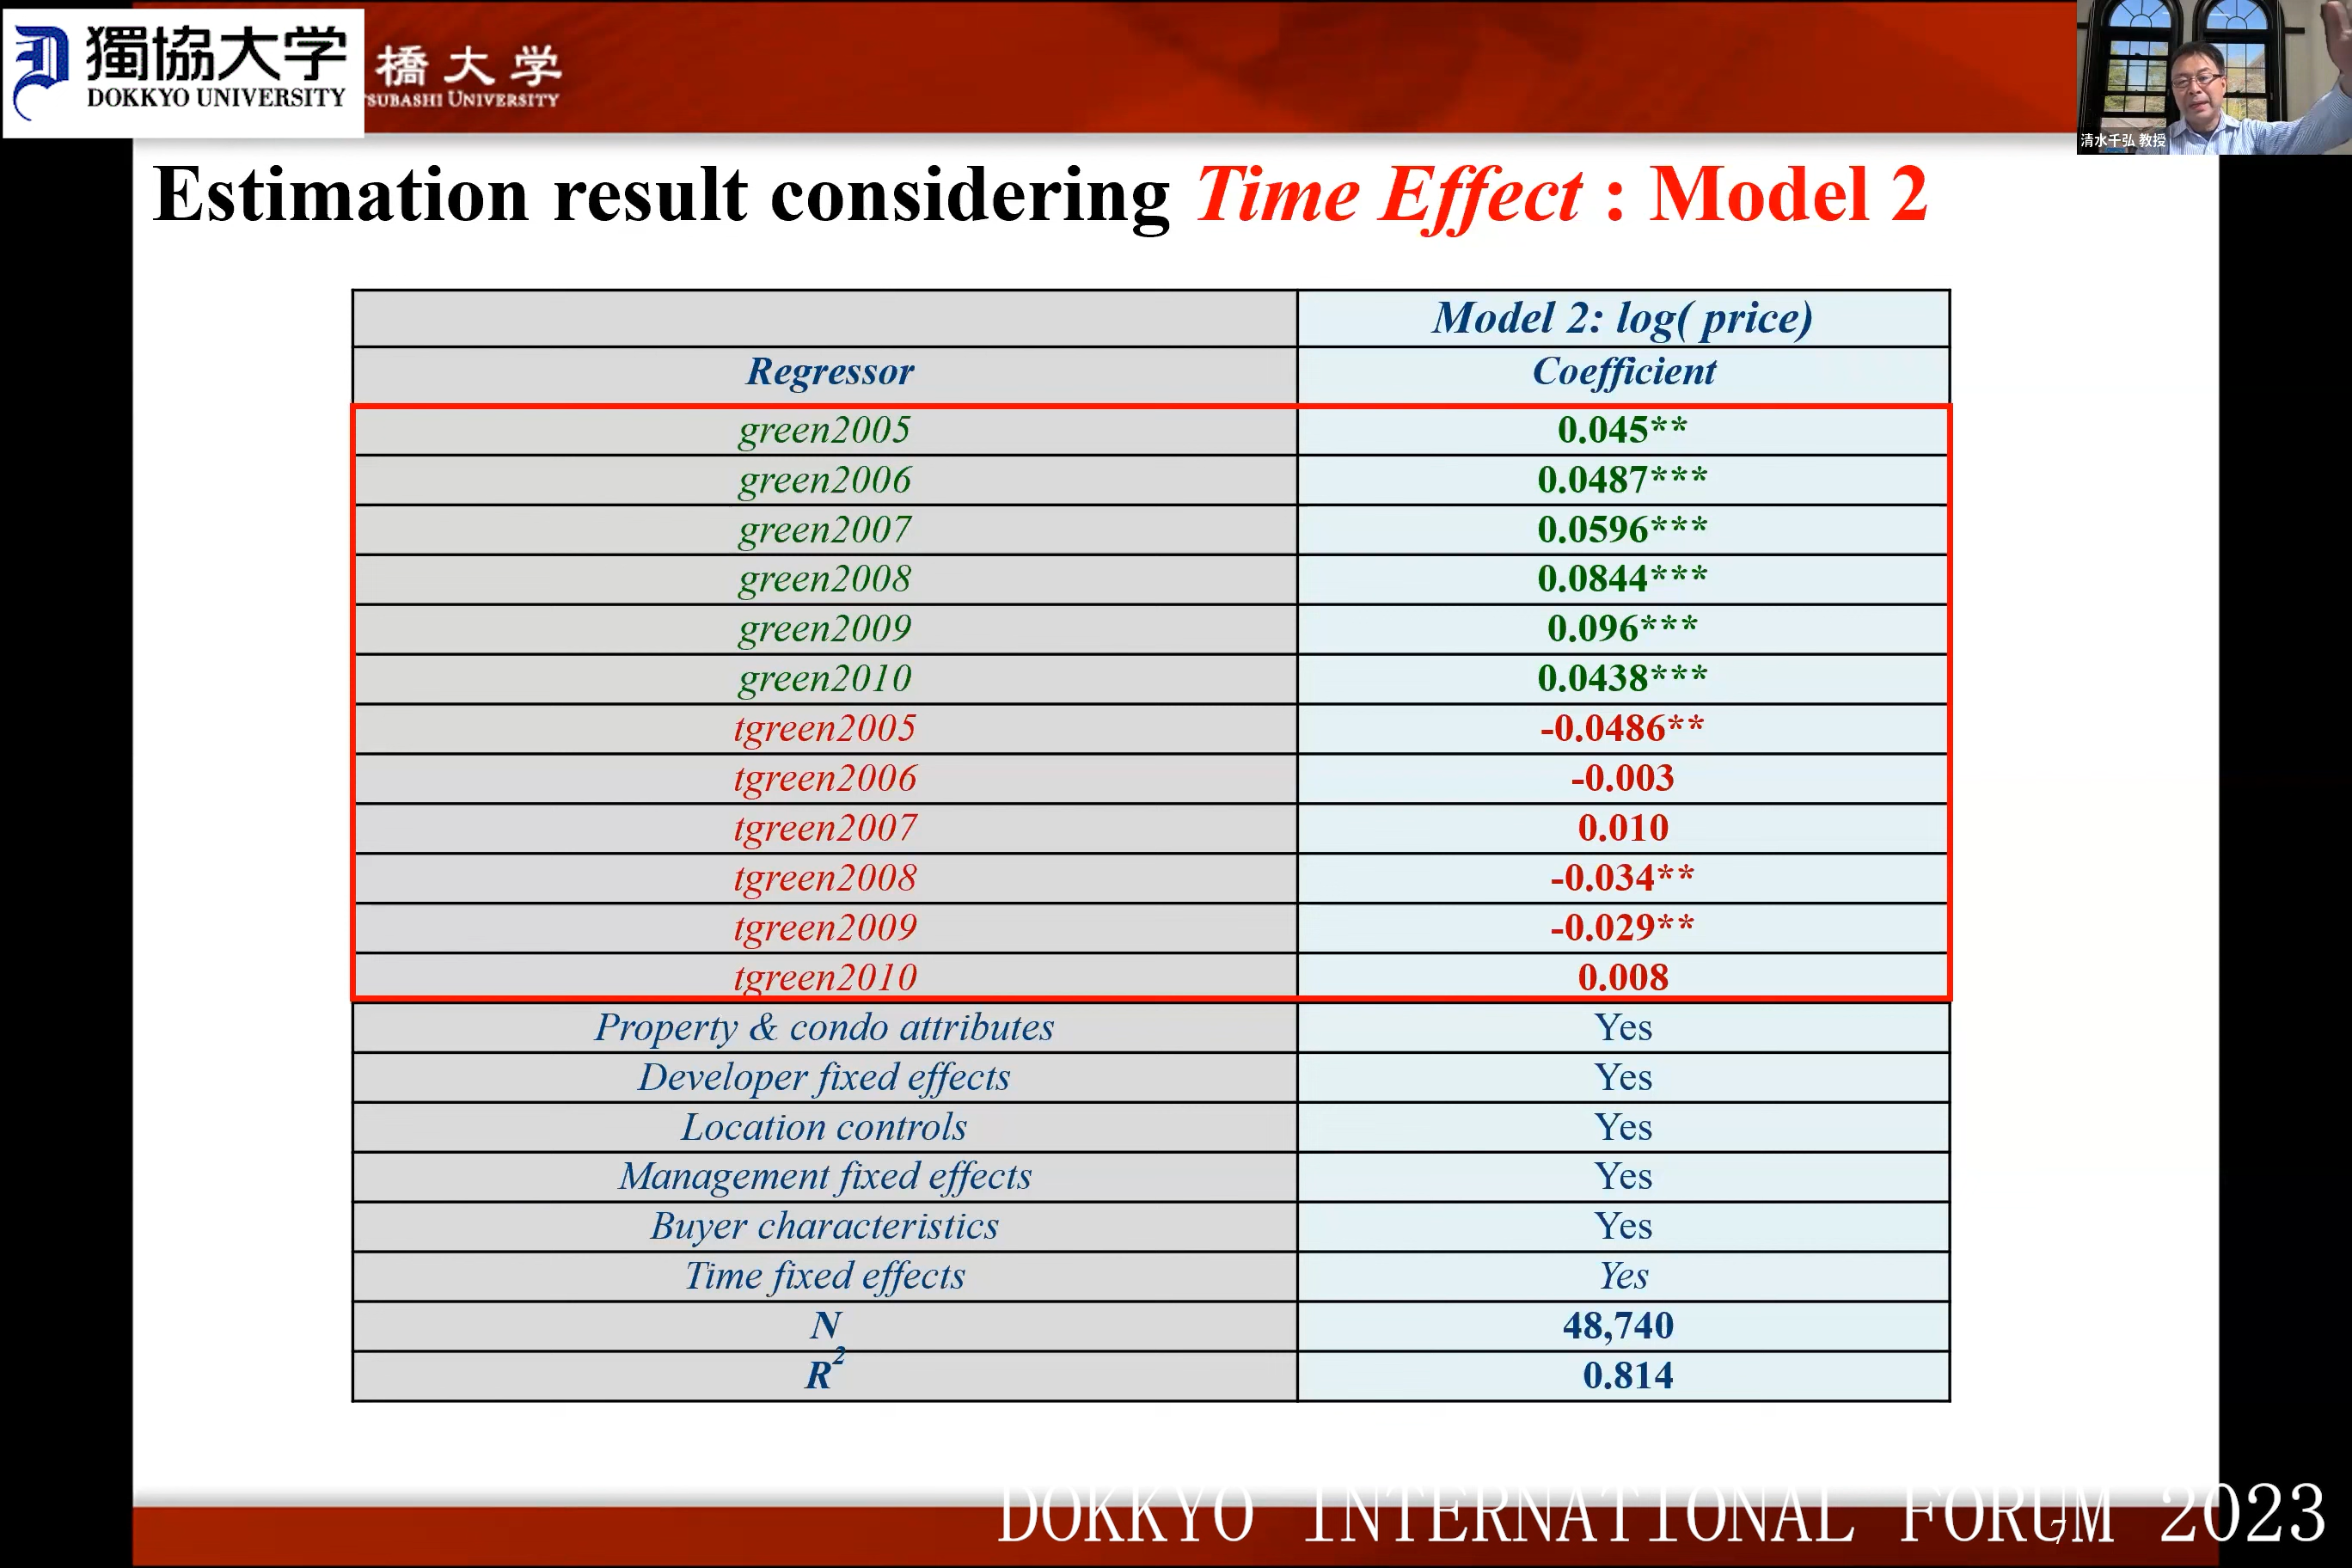 獨協大学
DOKKYO UNIVERSITY
橋大学
TSUBASHI UNIVERSITY
清水千弘 教授
Estimation result considering Time Effect : Model 2
Model 2: log( price)
Regressor Coefficient
green2005 0.045**
green2006 0.0487***
green2007 0.0596***
green2008 0.0844***
green2009 0.096***
green2010 0.0438***
tgreen2005 -0.0486**
tgreen2006 -0.003
tgreen2007 0.010
tgreen2008 -0.034**
tgreen2009 -0.029**
tgreen2010 0.008
Property & condo attributes Yes
Developer fixed effects Yes
Location controls Yes
Management fixed effects Yes
Buyer characteristics Yes
Time fixed effects Yes
N 48,740
R² 0.814
DOKKYO INTERNATIONAL FORUM 2023
7